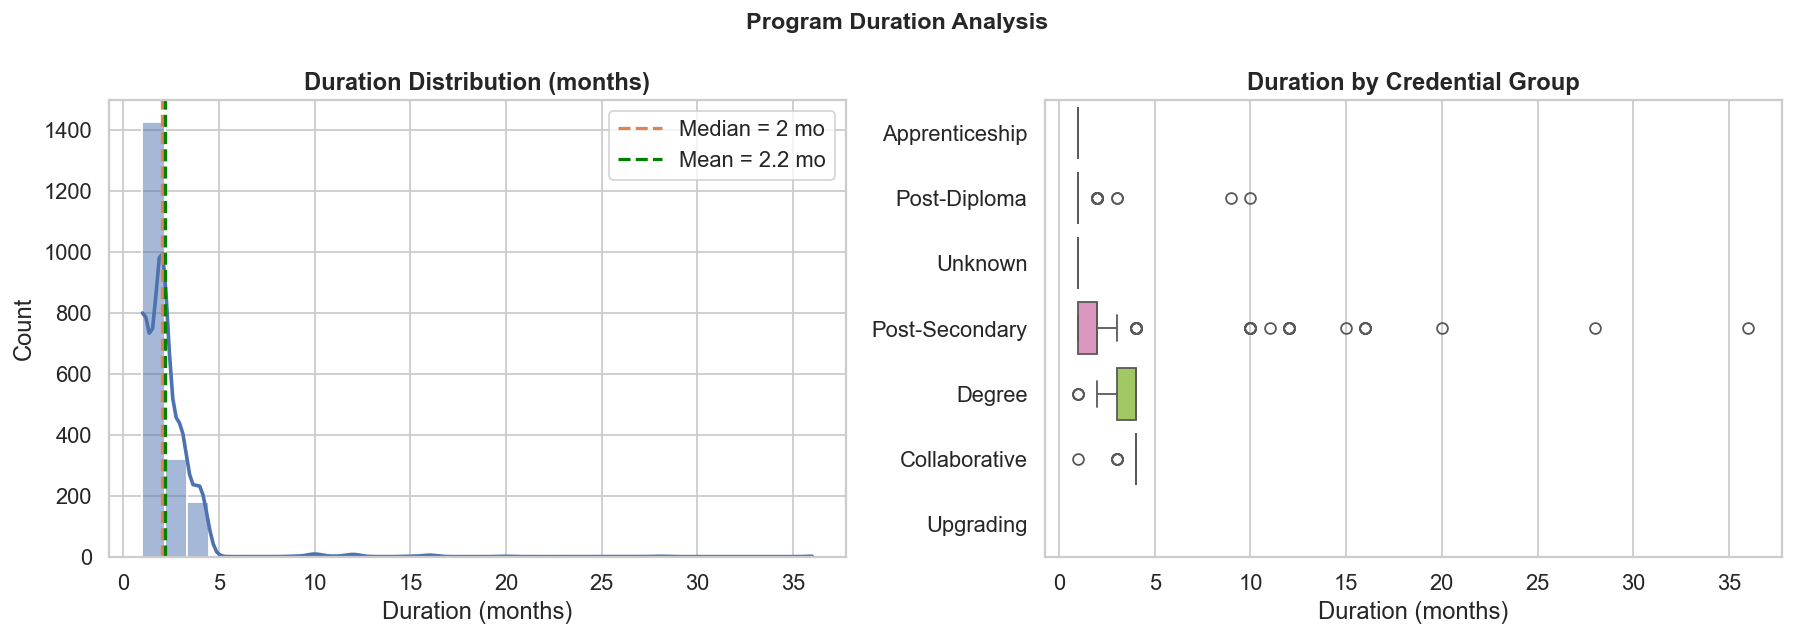 Program Duration Analysis
Duration Distribution (months)
Median = 2 mo
Mean = 2.2 mo
Count
1400
1200
1000
800
600
400
200
0
0 5 10 15 20 25 30 35
Duration (months)
Duration by Credential Group
Apprenticeship
Post-Diploma
Unknown
Post-Secondary
Degree
Collaborative
Upgrading
0 5 10 15 20 25 30 35
Duration (months)